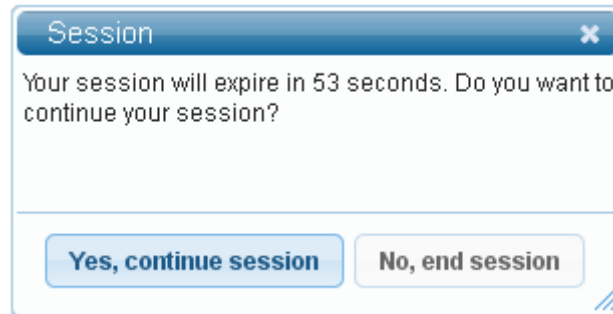 Session
Your session will expire in 53 seconds. Do you want to
continue your session?
Yes, continue session
No, end session